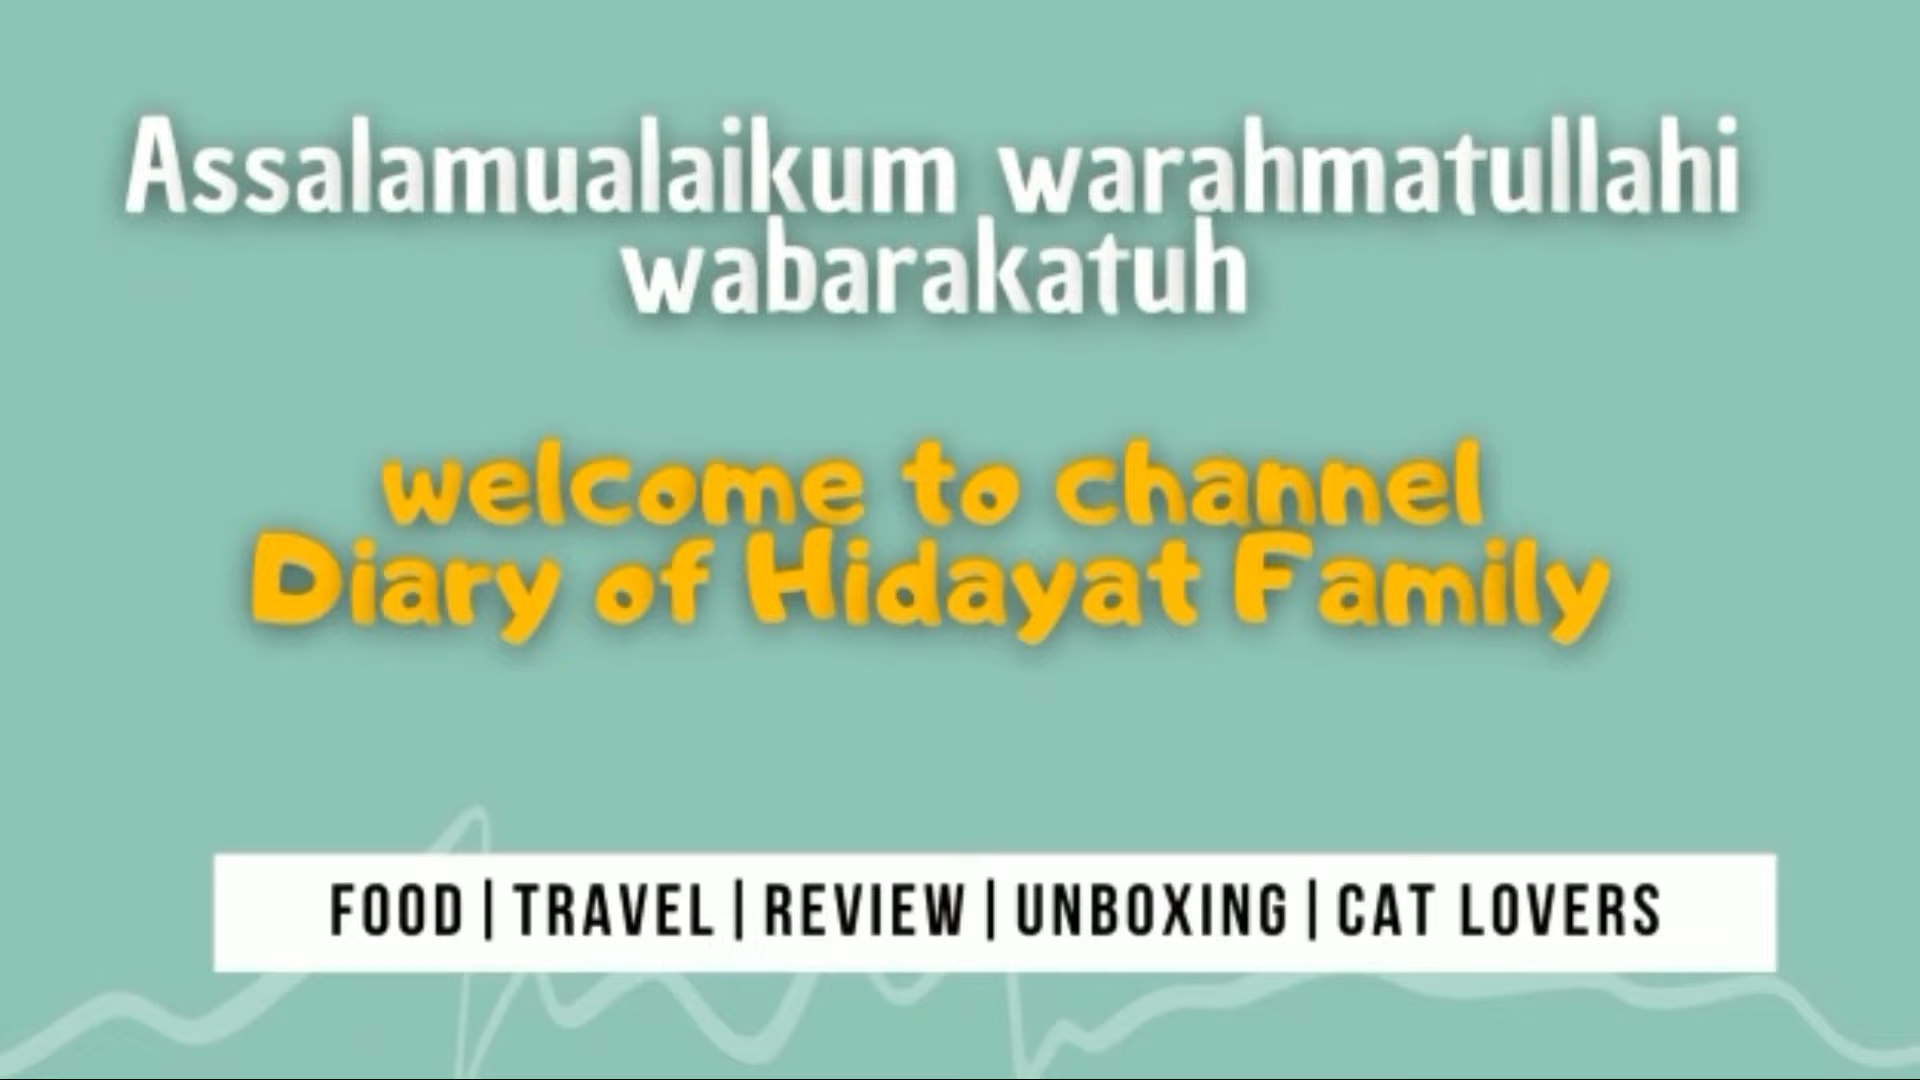 Assalamualaikum warahmatullahi
wabarakatuh
welcome to channel
Diary of Hidayat Family
FOOD | TRAVEL | REVIEW | UNBOXING | CAT LOVERS